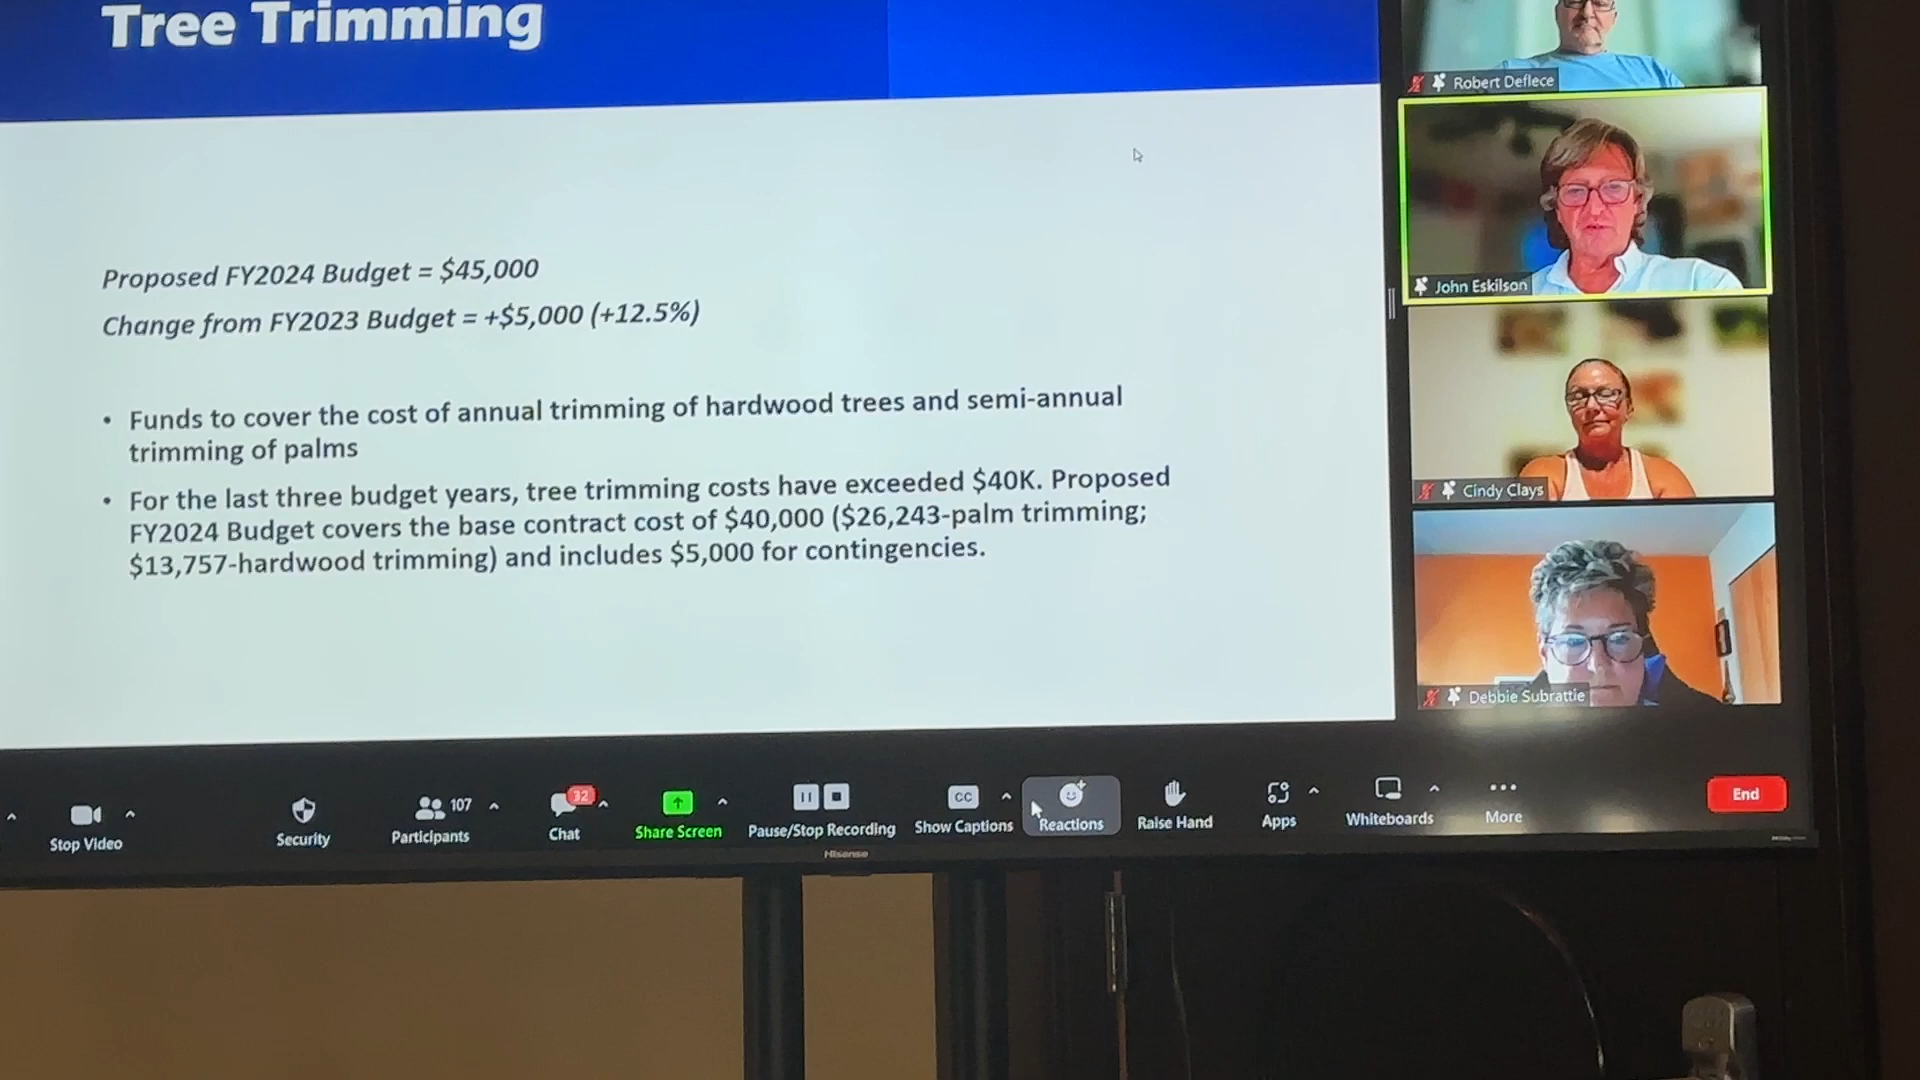 Tree Trimming
Proposed FY2024 Budget = $45,000
Change from FY2023 Budget = +$5,000 (+12.5%)
• Funds to cover the cost of annual trimming of hardwood trees and semi-annual
trimming of palms
• For the last three budget years, tree trimming costs have exceeded $40K. Proposed
FY2024 Budget covers the base contract cost of $40,000 ($26,243-palm trimming;
$13,757-hardwood trimming) and includes $5,000 for contingencies.
Robert Deflece
John Eskilson
Cindy Clays
Debbie Subrattie
Stop Video
Security
107
Participants
32
Chat
Share Screen
Pause/Stop Recording
CC
Show Captions
Reactions
Raise Hand
Apps
Whiteboards
More
End
Hisense